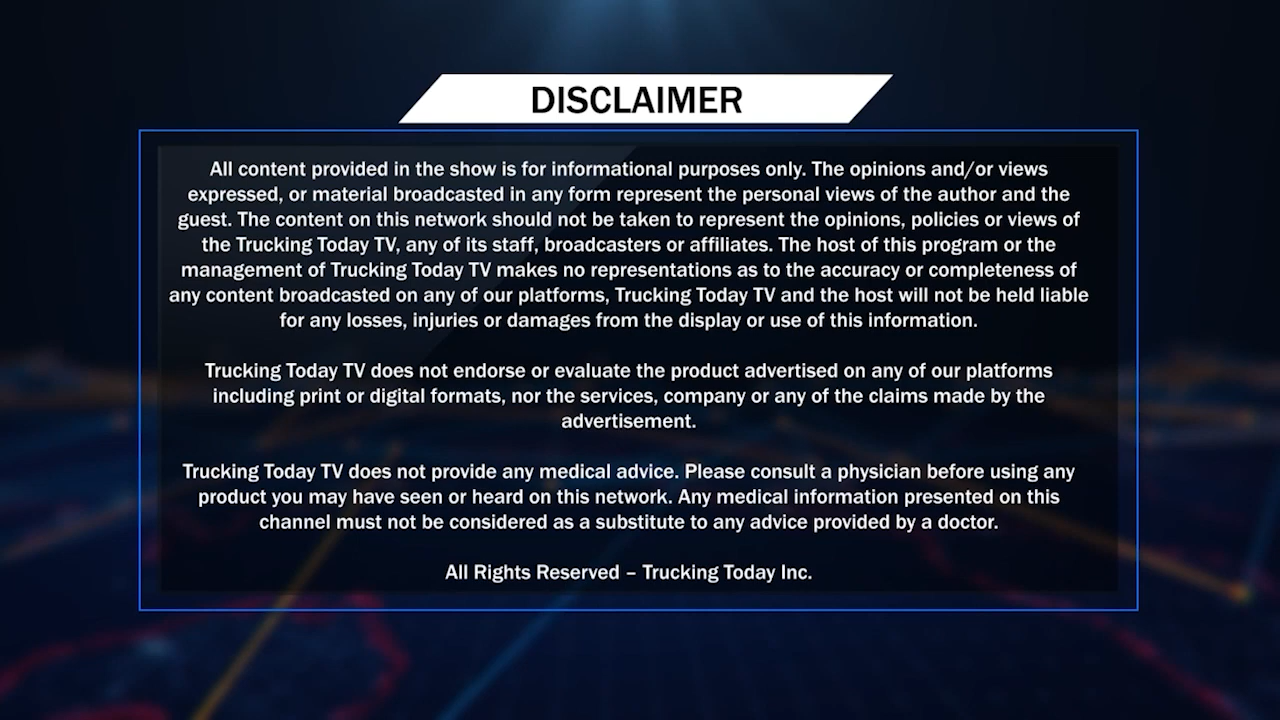 DISCLAIMER
All content provided in the show is for informational purposes only. The opinions and/or views
expressed, or material broadcasted in any form represent the personal views of the author and the
guest. The content on this network should not be taken to represent the opinions, policies or views of
the Trucking Today TV, any of its staff, broadcasters or affiliates. The host of this program or the
management of Trucking Today TV makes no representations as to the accuracy or completeness of
any content broadcasted on any of our platforms, Trucking Today TV and the host will not be held liable
for any losses, injuries or damages from the display or use of this information.
Trucking Today TV does not endorse or evaluate the product advertised on any of our platforms
including print or digital formats, nor the services, company or any of the claims made by the
advertisement.
Trucking Today TV does not provide any medical advice. Please consult a physician before using any
product you may have seen or heard on this network. Any medical information presented on this
channel must not be considered as a substitute to any advice provided by a doctor.
All Rights Reserved – Trucking Today Inc.